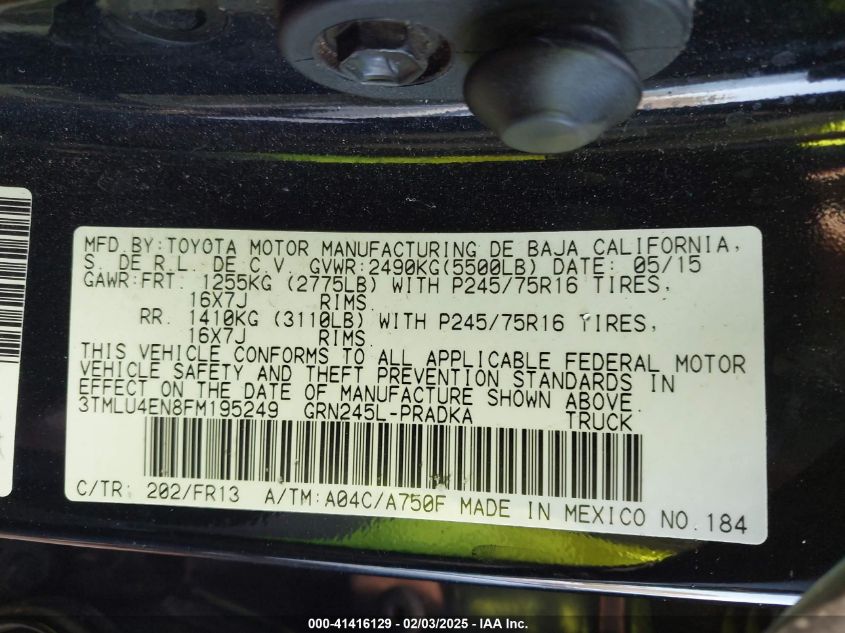 MFD.BY:TOYOTA MOTOR MANUFACTURING DE BAJA CALIFORNIA,
S. DE R.L. DE C.V. GVWR:2490KG(5500LB) DATE: 05/15
GAWR:FRT. 1255KG (2775LB) WITH P245/75R16 TIRES,
16X7J RIMS
RR. 1410KG (3110LB) WITH P245/75R16 TIRES,
16X7J RIMS.
THIS VEHICLE CONFORMS TO ALL APPLICABLE FEDERAL MOTOR
VEHICLE SAFETY AND THEFT PREVENTION STANDARDS IN
EFFECT ON THE DATE OF MANUFACTURE SHOWN ABOVE.
3TMLU4EN8FM195249 GRN245L-PRADKA TRUCK
C/TR: 202/FR13 A/TM:A04C/A750F MADE IN MEXICO NO.184
000-41416129 - 02/03/2025 - IAA Inc.